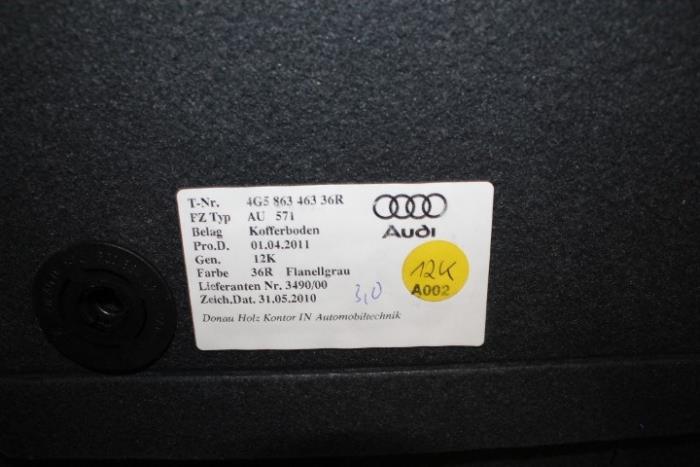 T-Nr. 4G5 863 463 36R
FZ Typ AU 571
Belag Kofferboden
Pro.D. 01.04.2011
Gen. 12K
Farbe 36R Flanellgrau
Lieferanten Nr. 3490/00
Zeich.Dat. 31.05.2010
Donau Holz Kontor IN Automobiltechnik
Audi
12K
A002
3,0